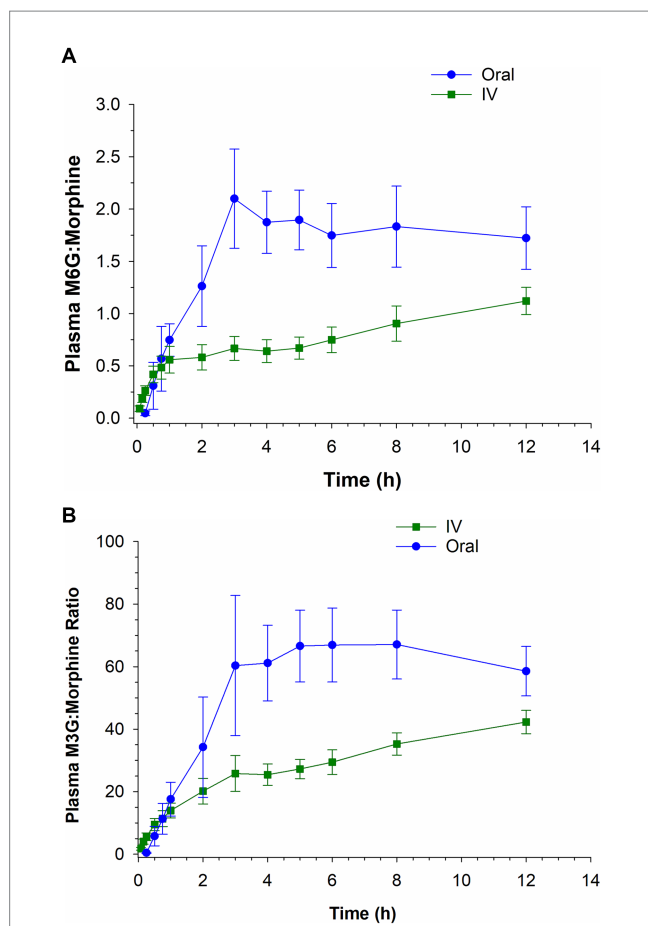 A
Oral
IV
3.0
2.5
2.0
1.5
1.0
0.5
0.0
Plasma M6G:Morphine
0 2 4 6 8 10 12 14
Time (h)
B
IV
Oral
100
80
60
40
20
0
Plasma M3G:Morphine Ratio
0 2 4 6 8 10 12 14
Time (h)